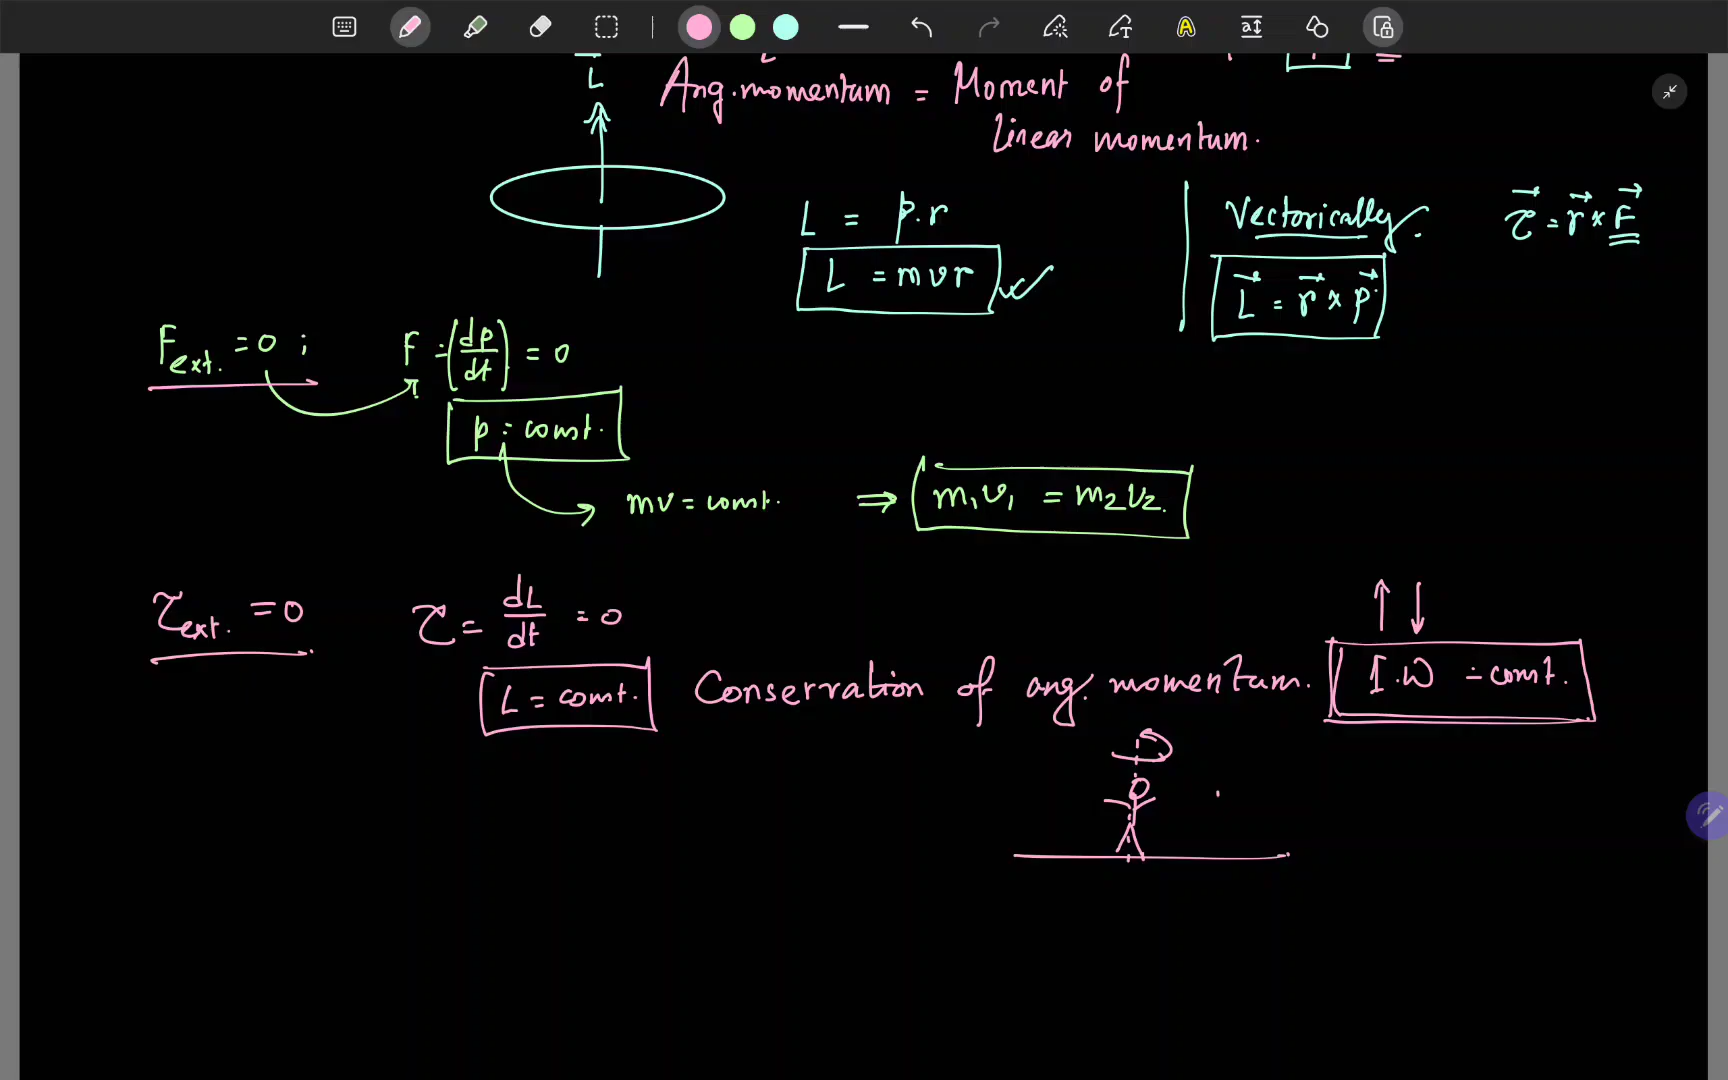 L
Ang. momentum = Moment of
linear momentum.
L = p.r
L = mvr
Vectorically
L⃗ = r⃗ × p⃗
τ⃗ = r⃗ × F⃗
Fext. = 0 ;
F = (dp/dt) = 0
p = const.
mv = const. ⇒ m₁v₁ = m₂v₂.
τext. = 0
τ = dL/dt = 0
L = const.
Conservation of ang. momentum.
↑ ↓
I.ω = const.